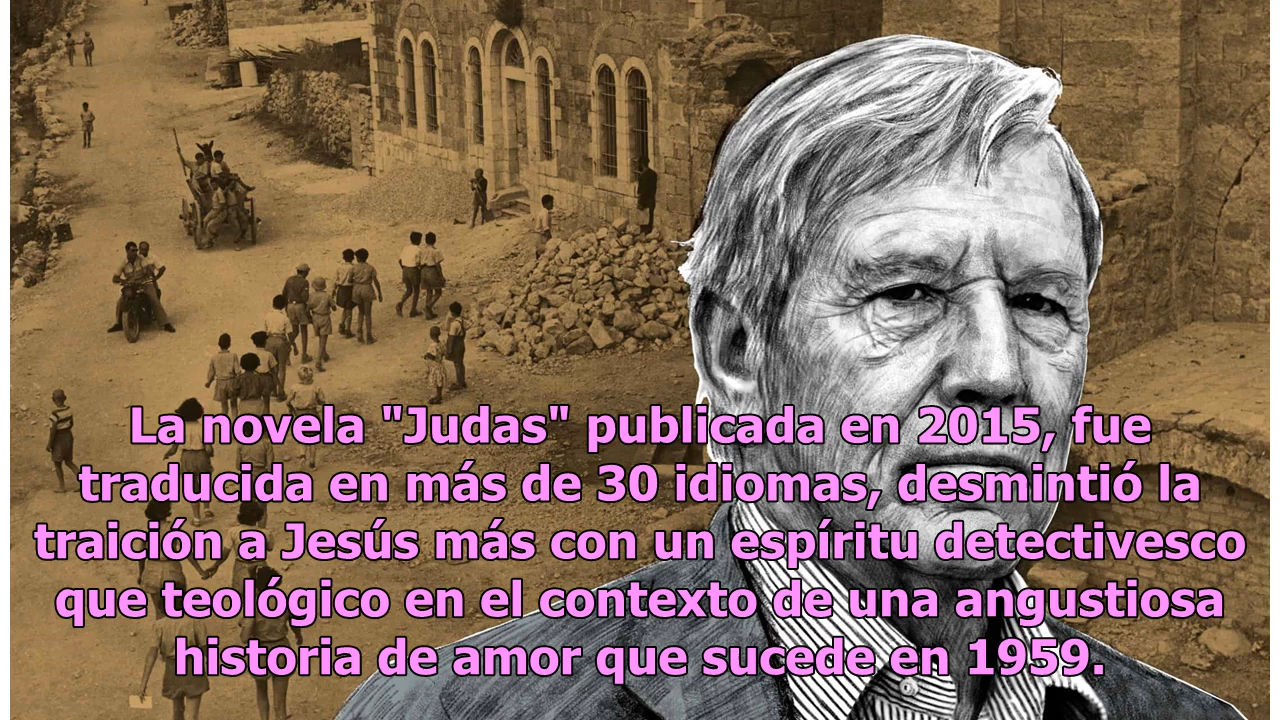 La novela "Judas" publicada en 2015, fue
traducida en más de 30 idiomas, desmintió la
traición a Jesús más con un espíritu detectivesco
que teológico en el contexto de una angustiosa
historia de amor que sucede en 1959.